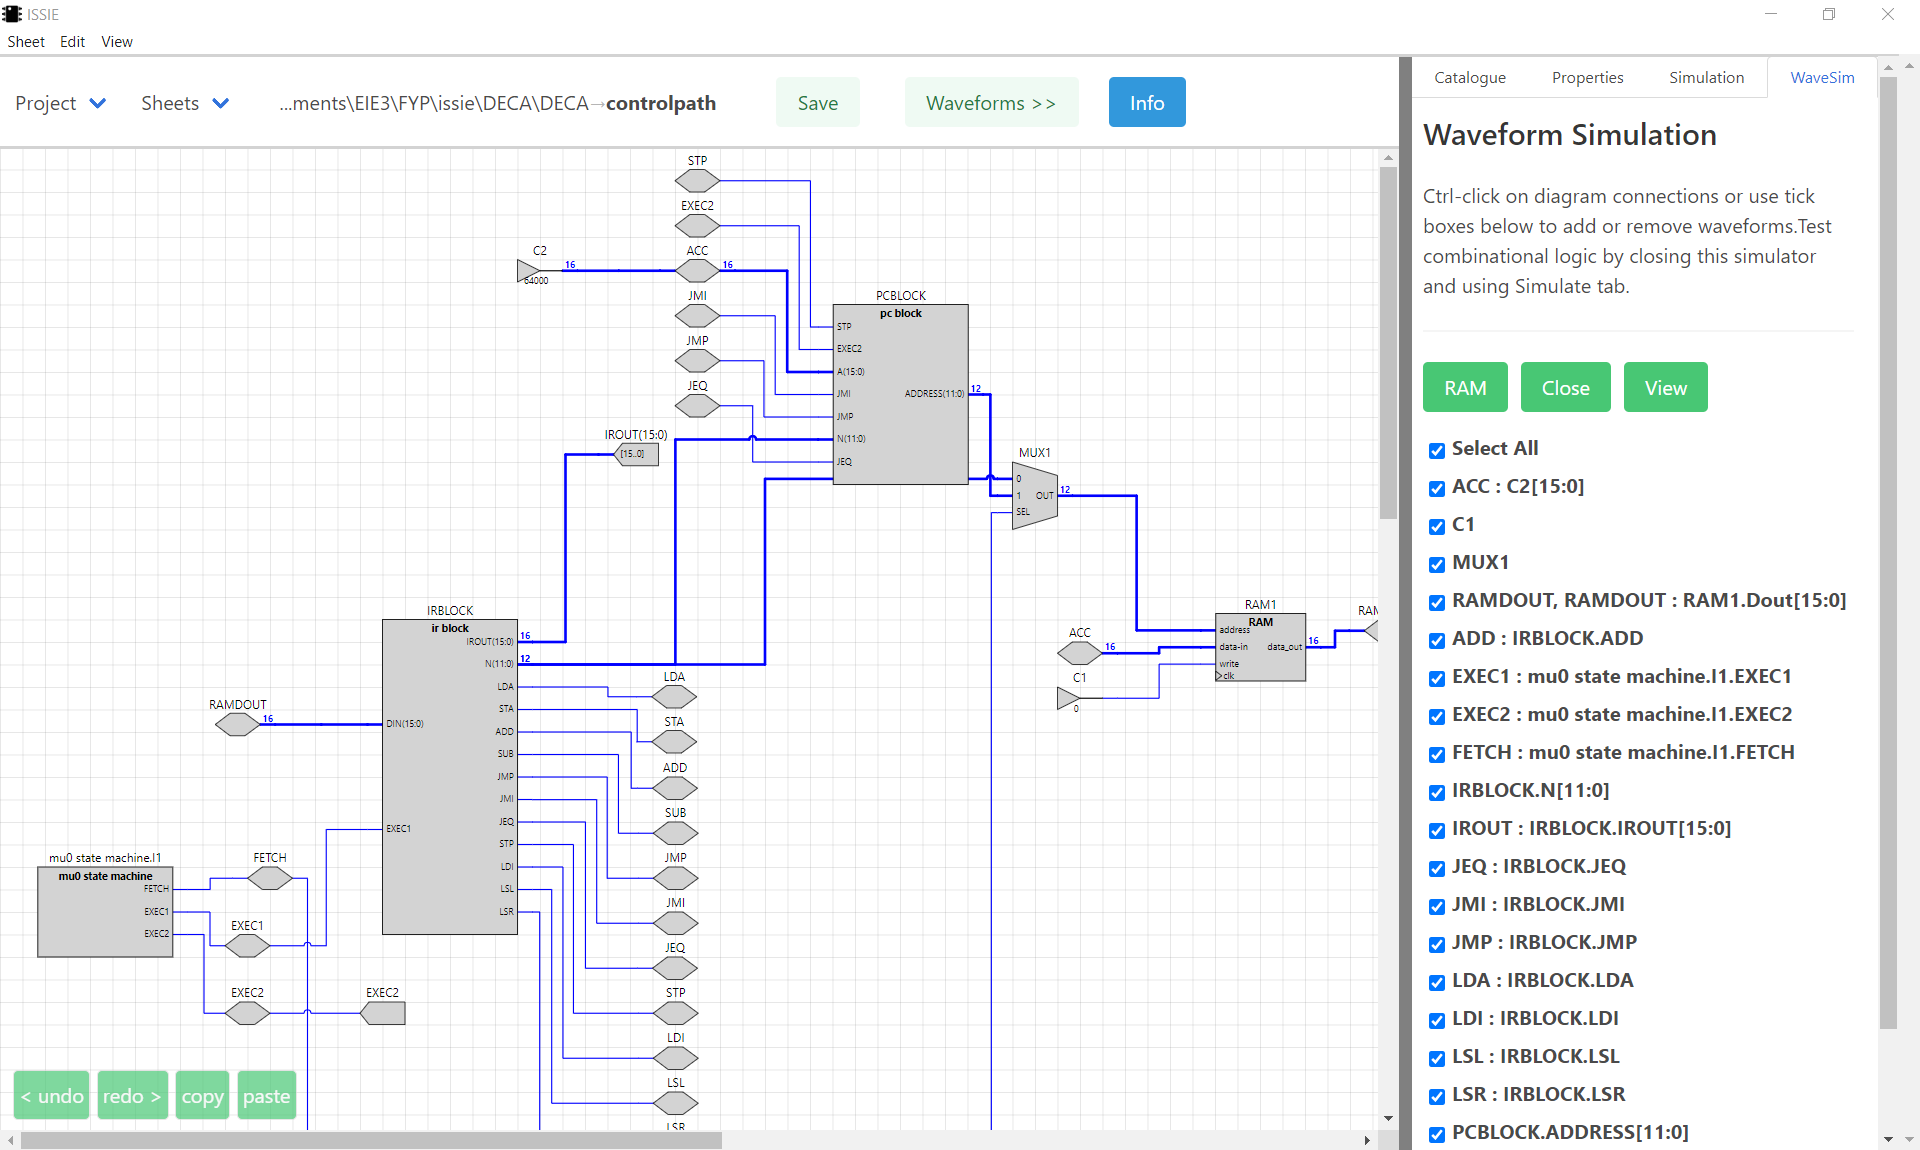 ISSIE
Sheet Edit View
Project Sheets ...ments\EIE3\FYP\issie\DECA\DECA→controlpath Save Waveforms >> Info
Catalogue Properties Simulation WaveSim
STP
EXEC2
C2
16
64000
ACC
16
JMI
JMP
JEQ
PCBLOCK
pc block
STP
EXEC2
A(15:0)
JMI
ADDRESS(11:0)
12
JMP
N(11:0)
JEQ
IROUT(15:0)
[15..0]
MUX1
0
1
OUT
12
SEL
IRBLOCK
ir block
IROUT(15:0)
16
N(11:0)
12
LDA
STA
ADD
SUB
JMP
JMI
JEQ
STP
LDI
LSL
LSR
DIN(15:0)
EXEC1
RAMDOUT
16
LDA
STA
ADD
SUB
JMP
JMI
JEQ
STP
LDI
LSL
LSR
RAM1
RAM
address
data-in
data_out
16
write
clk
ACC
16
C1
0
mu0 state machine.I1
mu0 state machine
FETCH
EXEC1
EXEC2
FETCH
EXEC1
EXEC2
EXEC2
< undo redo > copy paste
Waveform Simulation
Ctrl-click on diagram connections or use tick
boxes below to add or remove waveforms.Test
combinational logic by closing this simulator
and using Simulate tab.
RAM Close View
Select All
ACC : C2[15:0]
C1
MUX1
RAMDOUT, RAMDOUT : RAM1.Dout[15:0]
ADD : IRBLOCK.ADD
EXEC1 : mu0 state machine.I1.EXEC1
EXEC2 : mu0 state machine.I1.EXEC2
FETCH : mu0 state machine.I1.FETCH
IRBLOCK.N[11:0]
IROUT : IRBLOCK.IROUT[15:0]
JEQ : IRBLOCK.JEQ
JMI : IRBLOCK.JMI
JMP : IRBLOCK.JMP
LDA : IRBLOCK.LDA
LDI : IRBLOCK.LDI
LSL : IRBLOCK.LSL
LSR : IRBLOCK.LSR
PCBLOCK.ADDRESS[11:0]